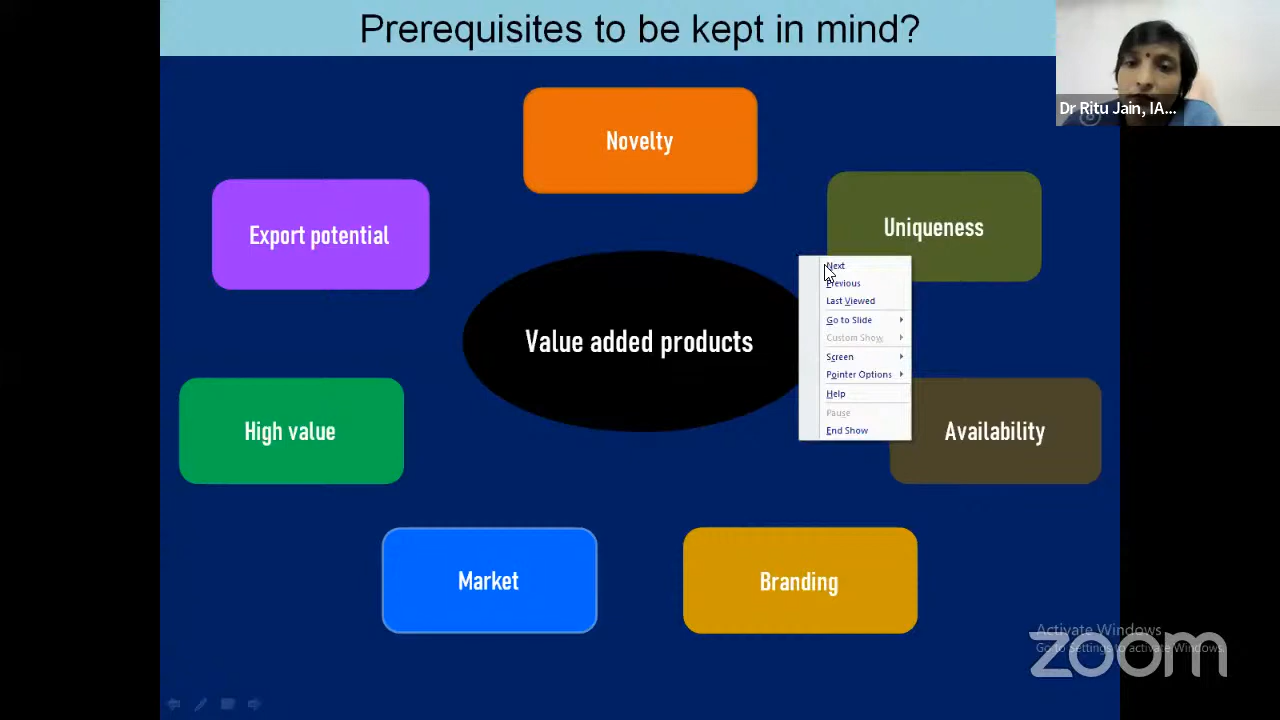 Prerequisites to be kept in mind?
Dr Ritu Jain, IA...
Novelty
Uniqueness
Export potential
Value added products
Next
Previous
Last Viewed
Go to Slide
Custom Show
Screen
Pointer Options
Help
Pause
End Show
High value
Availability
Market
Branding
Activate Windows
Go to Settings to activate Windows.
zoom